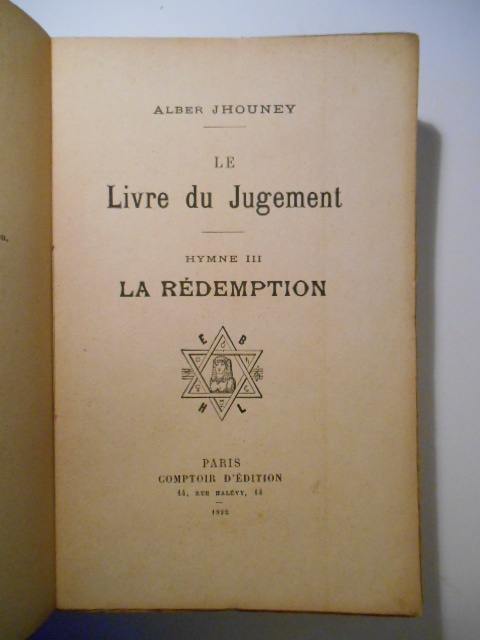 ALBER JHOUNEY
LE
Livre du Jugement
HYMNE III
LA RÉDEMPTION
E B
H L
PARIS
COMPTOIR D'ÉDITION
14, RUE HALÉVY, 14